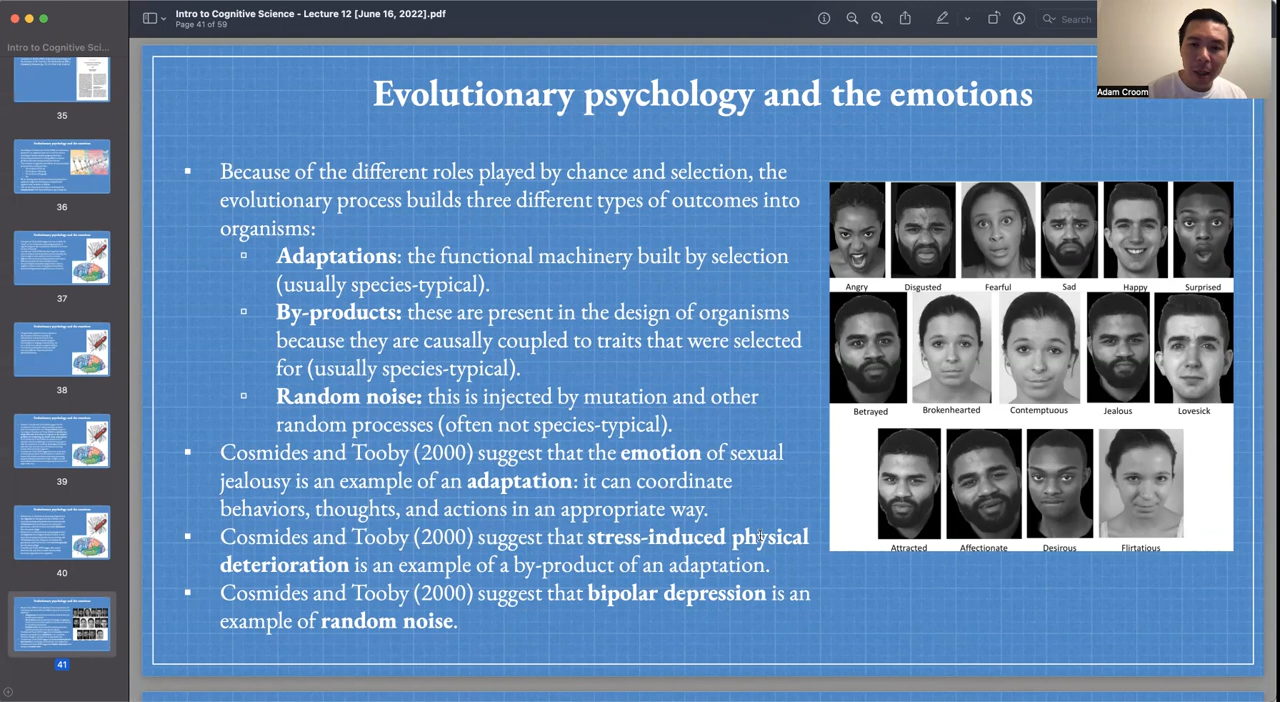 Intro to Cognitive Science - Lecture 12 [June 16, 2022].pdf
Page 41 of 59
Search
Intro to Cognitive Sci...
Adam Croom
35
36
37
38
39
40
41
Evolutionary psychology and the emotions
Because of the different roles played by chance and selection, the
evolutionary process builds three different types of outcomes into
organisms:
Adaptations: the functional machinery built by selection
(usually species-typical).
By-products: these are present in the design of organisms
because they are causally coupled to traits that were selected
for (usually species-typical).
Random noise: this is injected by mutation and other
random processes (often not species-typical).
Cosmides and Tooby (2000) suggest that the emotion of sexual
jealousy is an example of an adaptation: it can coordinate
behaviors, thoughts, and actions in an appropriate way.
Cosmides and Tooby (2000) suggest that stress-induced physical
deterioration is an example of a by-product of an adaptation.
Cosmides and Tooby (2000) suggest that bipolar depression is an
example of random noise.
Angry Disgusted Fearful Sad Happy Surprised
Betrayed Brokenhearted Contemptuous Jealous Lovesick
Attracted Affectionate Desirous Flirtatious